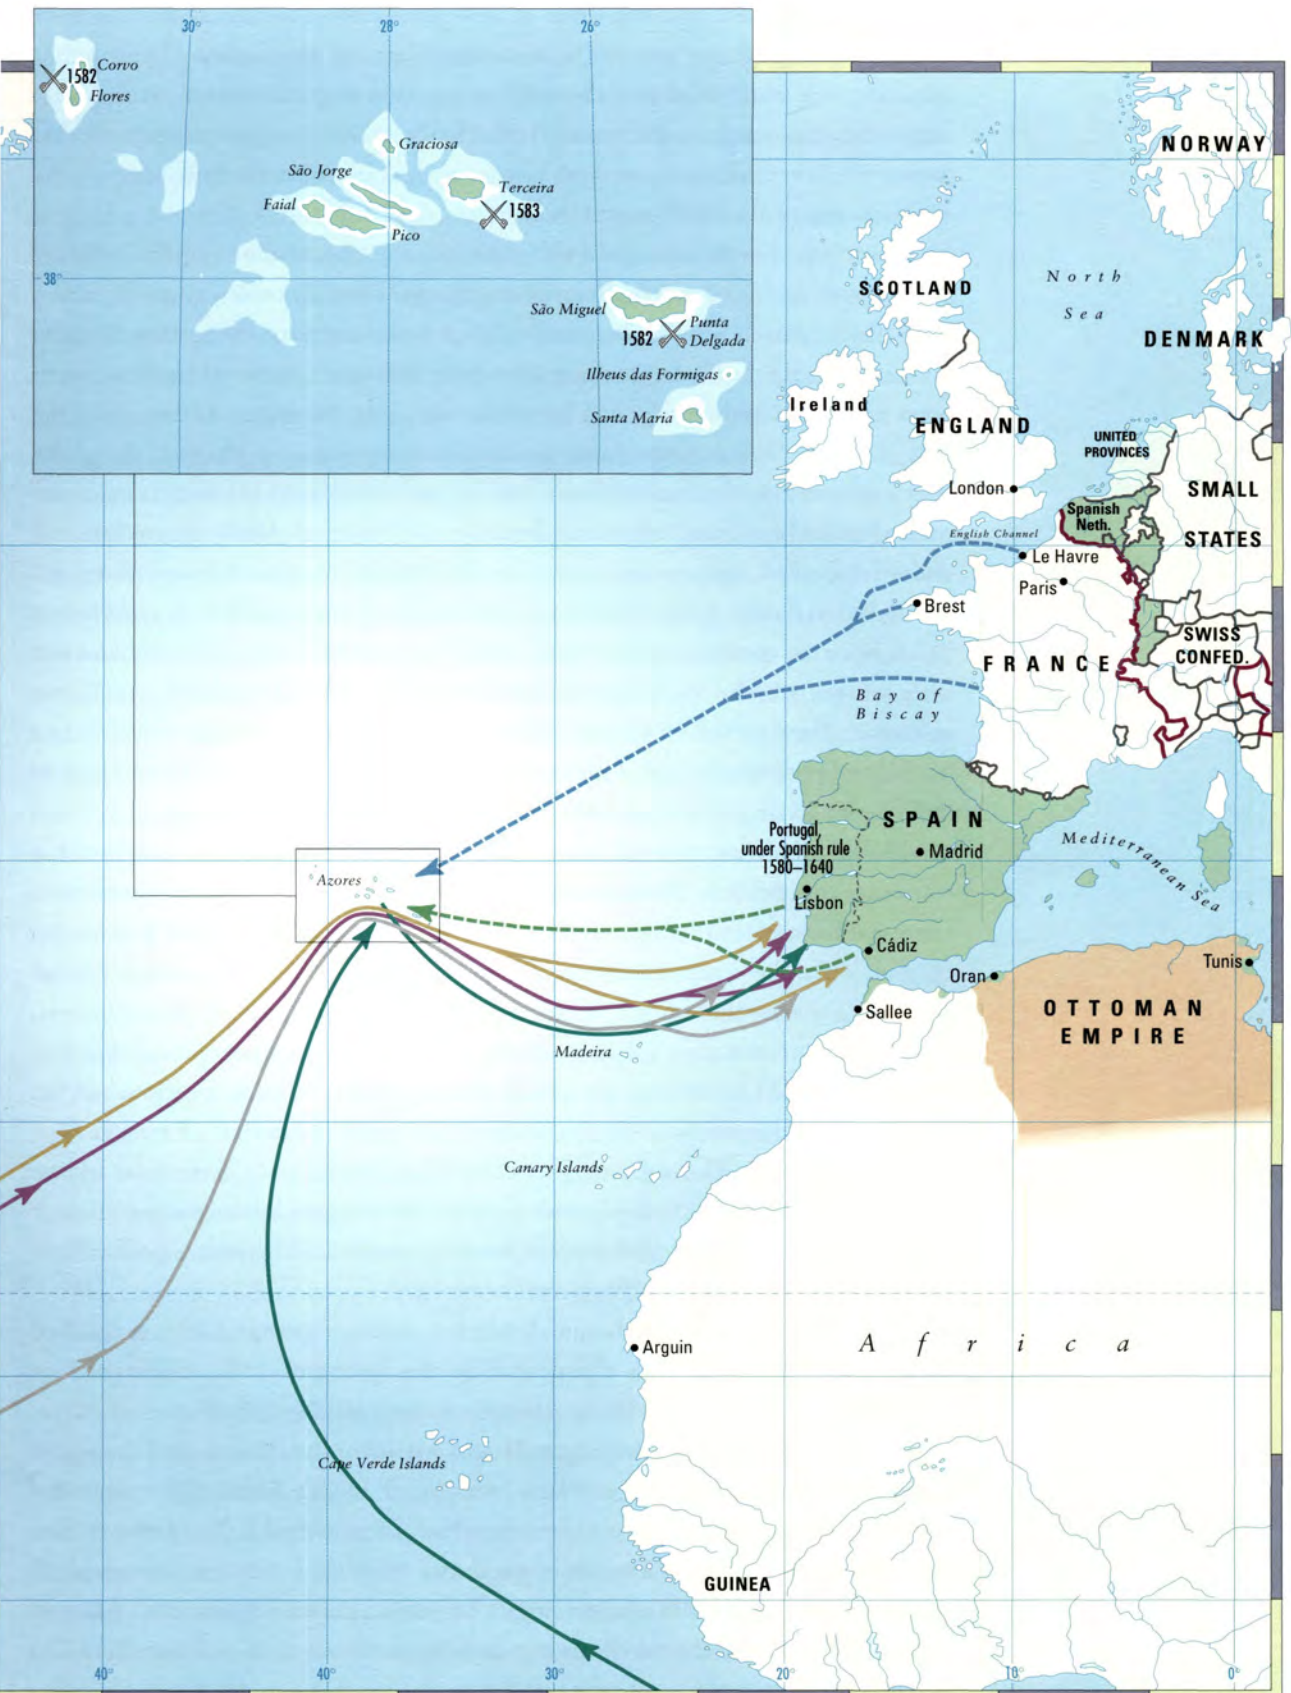 30°
28°
26°
Corvo
1582
Flores
Graciosa
São Jorge
Terceira
Faial
1583
Pico
38°
São Miguel
Punta
1582
Delgada
Ilheus das Formigas
Santa Maria
NORWAY
North
Sea
SCOTLAND
DENMARK
Ireland
ENGLAND
UNITED
PROVINCES
London
SMALL
STATES
Spanish
Neth.
English Channel
Le Havre
Paris
Brest
SWISS
CONFED.
FRANCE
Bay of
Biscay
SPAIN
Portugal,
under Spanish rule
1580–1640
Madrid
Mediterranean Sea
Azores
Lisbon
Cádiz
Tunis
Oran
Sallee
OTTOMAN
EMPIRE
Madeira
Canary Islands
Arguin
Africa
Cape Verde Islands
GUINEA
40°
40°
30°
20°
10°
0°